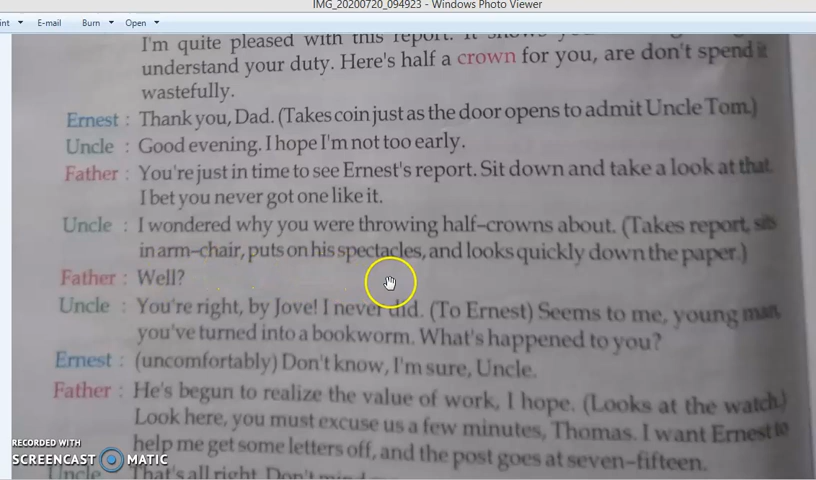 IMG_20200720_094923 - Windows Photo Viewer
int E-mail Burn Open
I'm quite pleased with this report. It shows
understand your duty. Here's half a crown for you, are don't spend it
wastefully.
Ernest : Thank you, Dad. (Takes coin just as the door opens to admit Uncle Tom.)
Uncle : Good evening. I hope I'm not too early.
Father : You're just in time to see Ernest's report. Sit down and take a look at that.
I bet you never got one like it.
Uncle : I wondered why you were throwing half-crowns about. (Takes report, sits
in arm-chair, puts on his spectacles, and looks quickly down the paper.)
Father : Well?
Uncle : You're right, by Jove! I never did. (To Ernest) Seems to me, young man,
you've turned into a bookworm. What's happened to you?
Ernest : (uncomfortably) Don't know, I'm sure, Uncle.
Father : He's begun to realize the value of work, I hope. (Looks at the watch.)
Look here, you must excuse us a few minutes, Thomas. I want Ernest to
help me get some letters off, and the post goes at seven-fifteen.
Uncle That's all right. Don't mind
RECORDED WITH
SCREENCAST MATIC